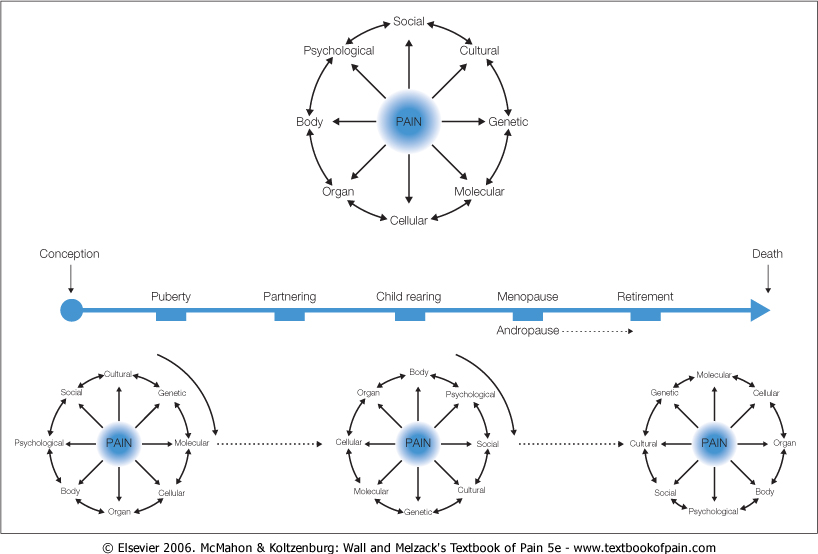 Social
Psychological
Cultural
Body
PAIN
Genetic
Organ
Molecular
Cellular
Conception
Death
Puberty
Partnering
Child rearing
Menopause
Retirement
Andropause
Cultural
Social
Genetic
Psychological
PAIN
Molecular
Body
Cellular
Organ
Body
Organ
Psychological
Cellular
PAIN
Social
Molecular
Cultural
Genetic
Molecular
Genetic
Cellular
Cultural
PAIN
Organ
Social
Body
Psychological
© Elsevier 2006. McMahon & Koltzenburg: Wall and Melzack's Textbook of Pain 5e - www.textbookofpain.com